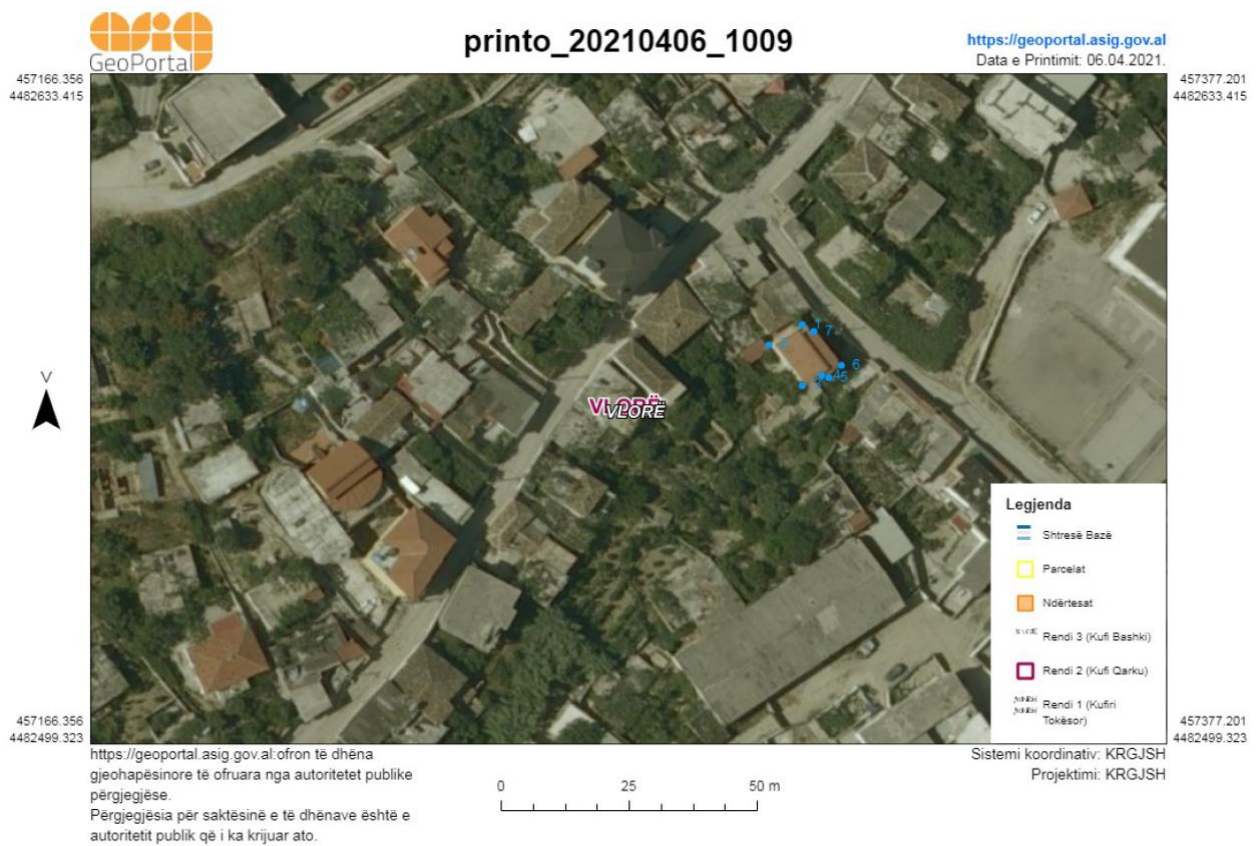 asig
GeoPortal
printo_20210406_1009
https://geoportal.asig.gov.al
Data e Printimit: 06.04.2021.
457166.356
4482633.415
457377.201
4482633.415
1
7
6
4
5
V
VLORË
VLORË
Legjenda
Shtresë Bazë
Parcelat
Ndërtesat
Rendi 3 (Kufi Bashki)
Rendi 2 (Kufi Qarku)
Rendi 1 (Kufiri
Tokësor)
457166.356
4482499.323
457377.201
4482499.323
https://geoportal.asig.gov.al:ofron të dhëna
gjeohapësinore të ofruara nga autoritetet publike
përgjegjëse.
Përgjegjësia për saktësinë e të dhënave është e
autoritetit publik që i ka krijuar ato.
0 25 50 m
Sistemi koordinativ: KRGJSH
Projektimi: KRGJSH